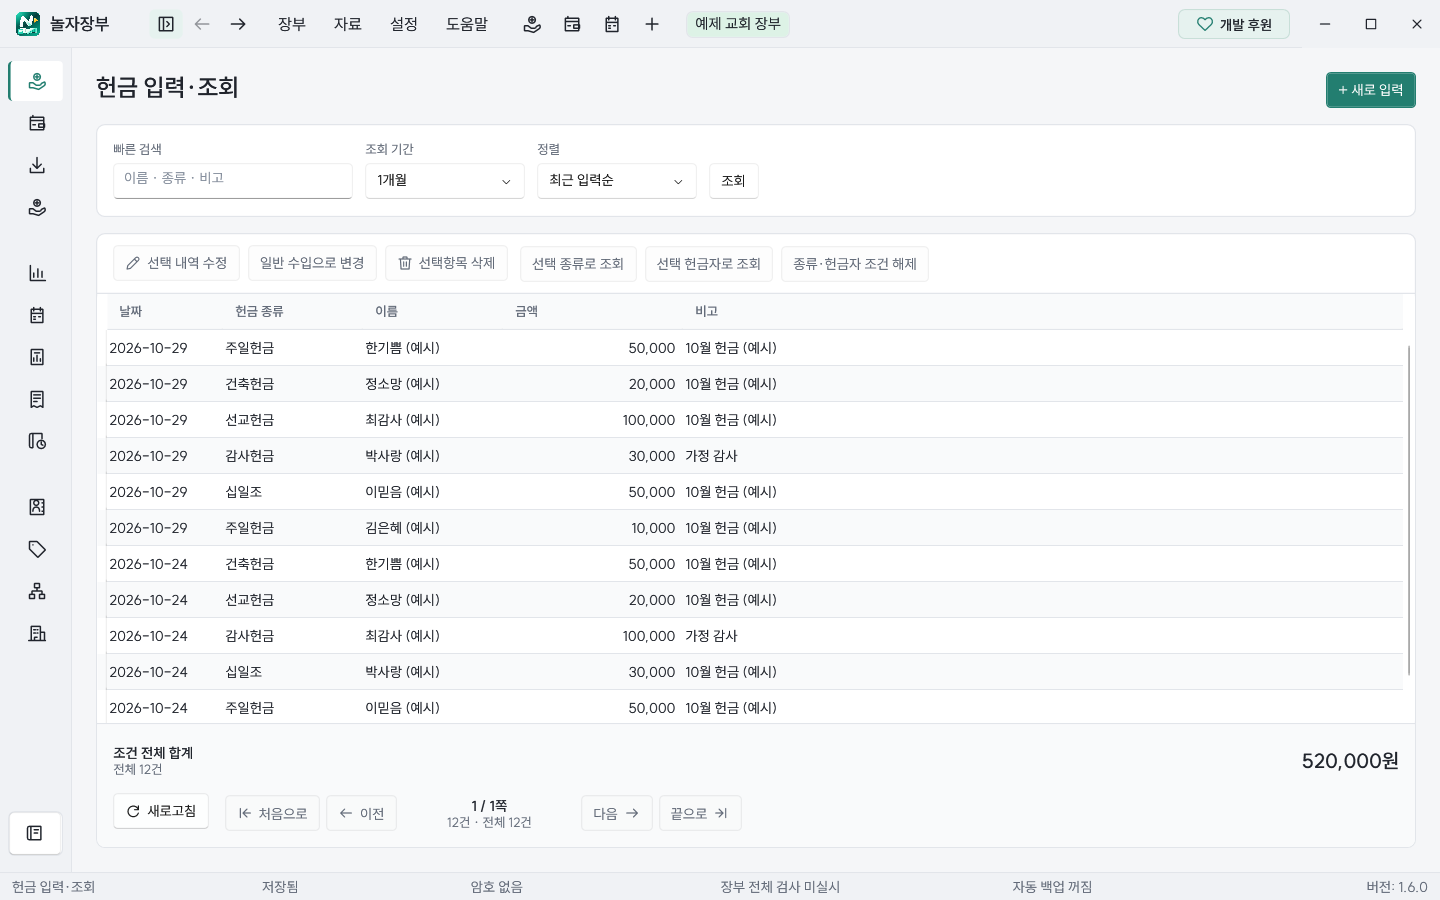 놀자장부
장부 자료 설정 도움말 예제 교회 장부 개발 후원
헌금 입력·조회
+ 새로 입력
빠른 검색 조회 기간 정렬
이름 · 종류 · 비고 1개월 최근 입력순 조회
선택 내역 수정 일반 수입으로 변경 선택항목 삭제 선택 종류로 조회 선택 헌금자로 조회 종류·헌금자 조건 해제
날짜 헌금 종류 이름 금액 비고
2026-10-29 주일헌금 한기쁨 (예시) 50,000 10월 헌금 (예시)
2026-10-29 건축헌금 정소망 (예시) 20,000 10월 헌금 (예시)
2026-10-29 선교헌금 최감사 (예시) 100,000 10월 헌금 (예시)
2026-10-29 감사헌금 박사랑 (예시) 30,000 가정 감사
2026-10-29 십일조 이믿음 (예시) 50,000 10월 헌금 (예시)
2026-10-29 주일헌금 김은혜 (예시) 10,000 10월 헌금 (예시)
2026-10-24 건축헌금 한기쁨 (예시) 50,000 10월 헌금 (예시)
2026-10-24 선교헌금 정소망 (예시) 20,000 10월 헌금 (예시)
2026-10-24 감사헌금 최감사 (예시) 100,000 가정 감사
2026-10-24 십일조 박사랑 (예시) 30,000 10월 헌금 (예시)
2026-10-24 주일헌금 이믿음 (예시) 50,000 10월 헌금 (예시)
조건 전체 합계
전체 12건
520,000원
새로고침 처음으로 이전 1 / 1쪽 다음 끝으로
12건 · 전체 12건
헌금 입력·조회 저장됨 암호 없음 장부 전체 검사 미실시 자동 백업 꺼짐 버전: 1.6.0